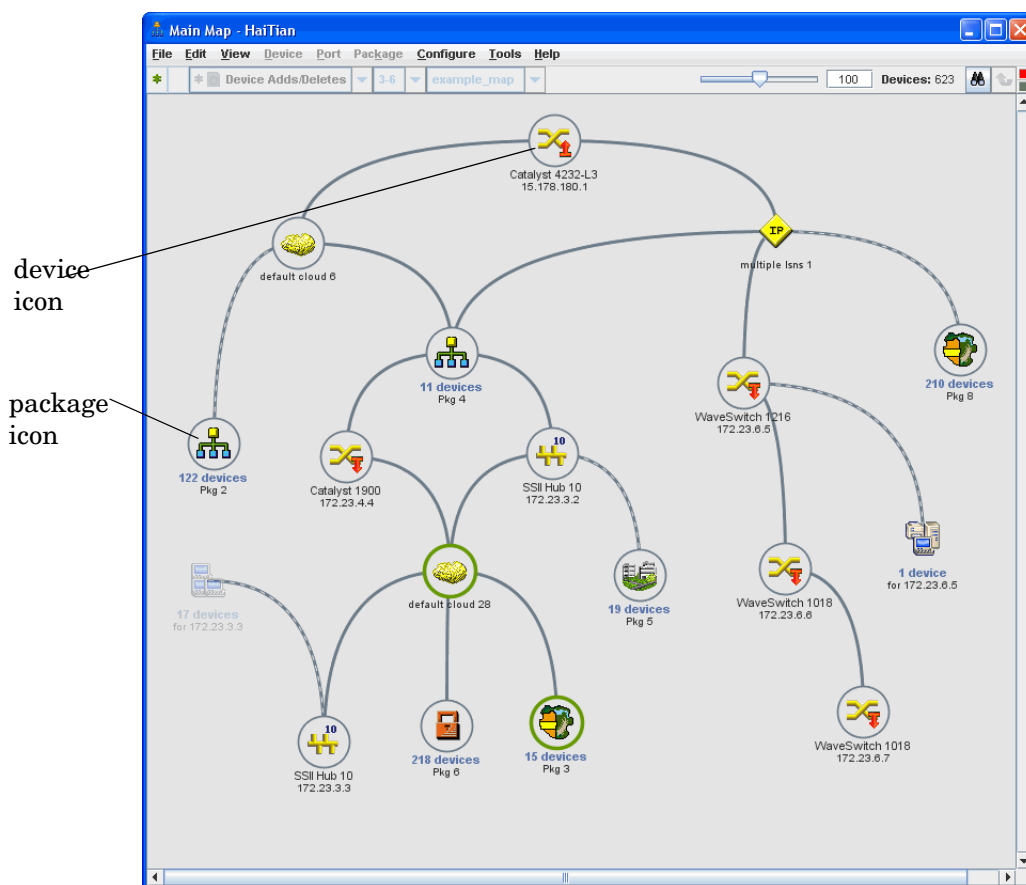 Main Map - HaiTian
File Edit View Device Port Package Configure Tools Help
* * Device Adds/Deletes 3-6 example_map 100 Devices: 623
Catalyst 4232-L3
15.178.180.1
default cloud 6
IP
multiple lsns 1
device
icon
11 devices
Pkg 4
210 devices
Pkg 8
package
icon
WaveSwitch 1216
172.23.6.5
122 devices
Pkg 2
Catalyst 1900
172.23.4.4
10
SSII Hub 10
172.23.3.2
default cloud 28
1 device
for 172.23.6.5
17 devices
for 172.23.3.3
19 devices
Pkg 5
WaveSwitch 1018
172.23.6.6
10
SSII Hub 10
172.23.3.3
218 devices
Pkg 6
15 devices
Pkg 3
WaveSwitch 1018
172.23.6.7